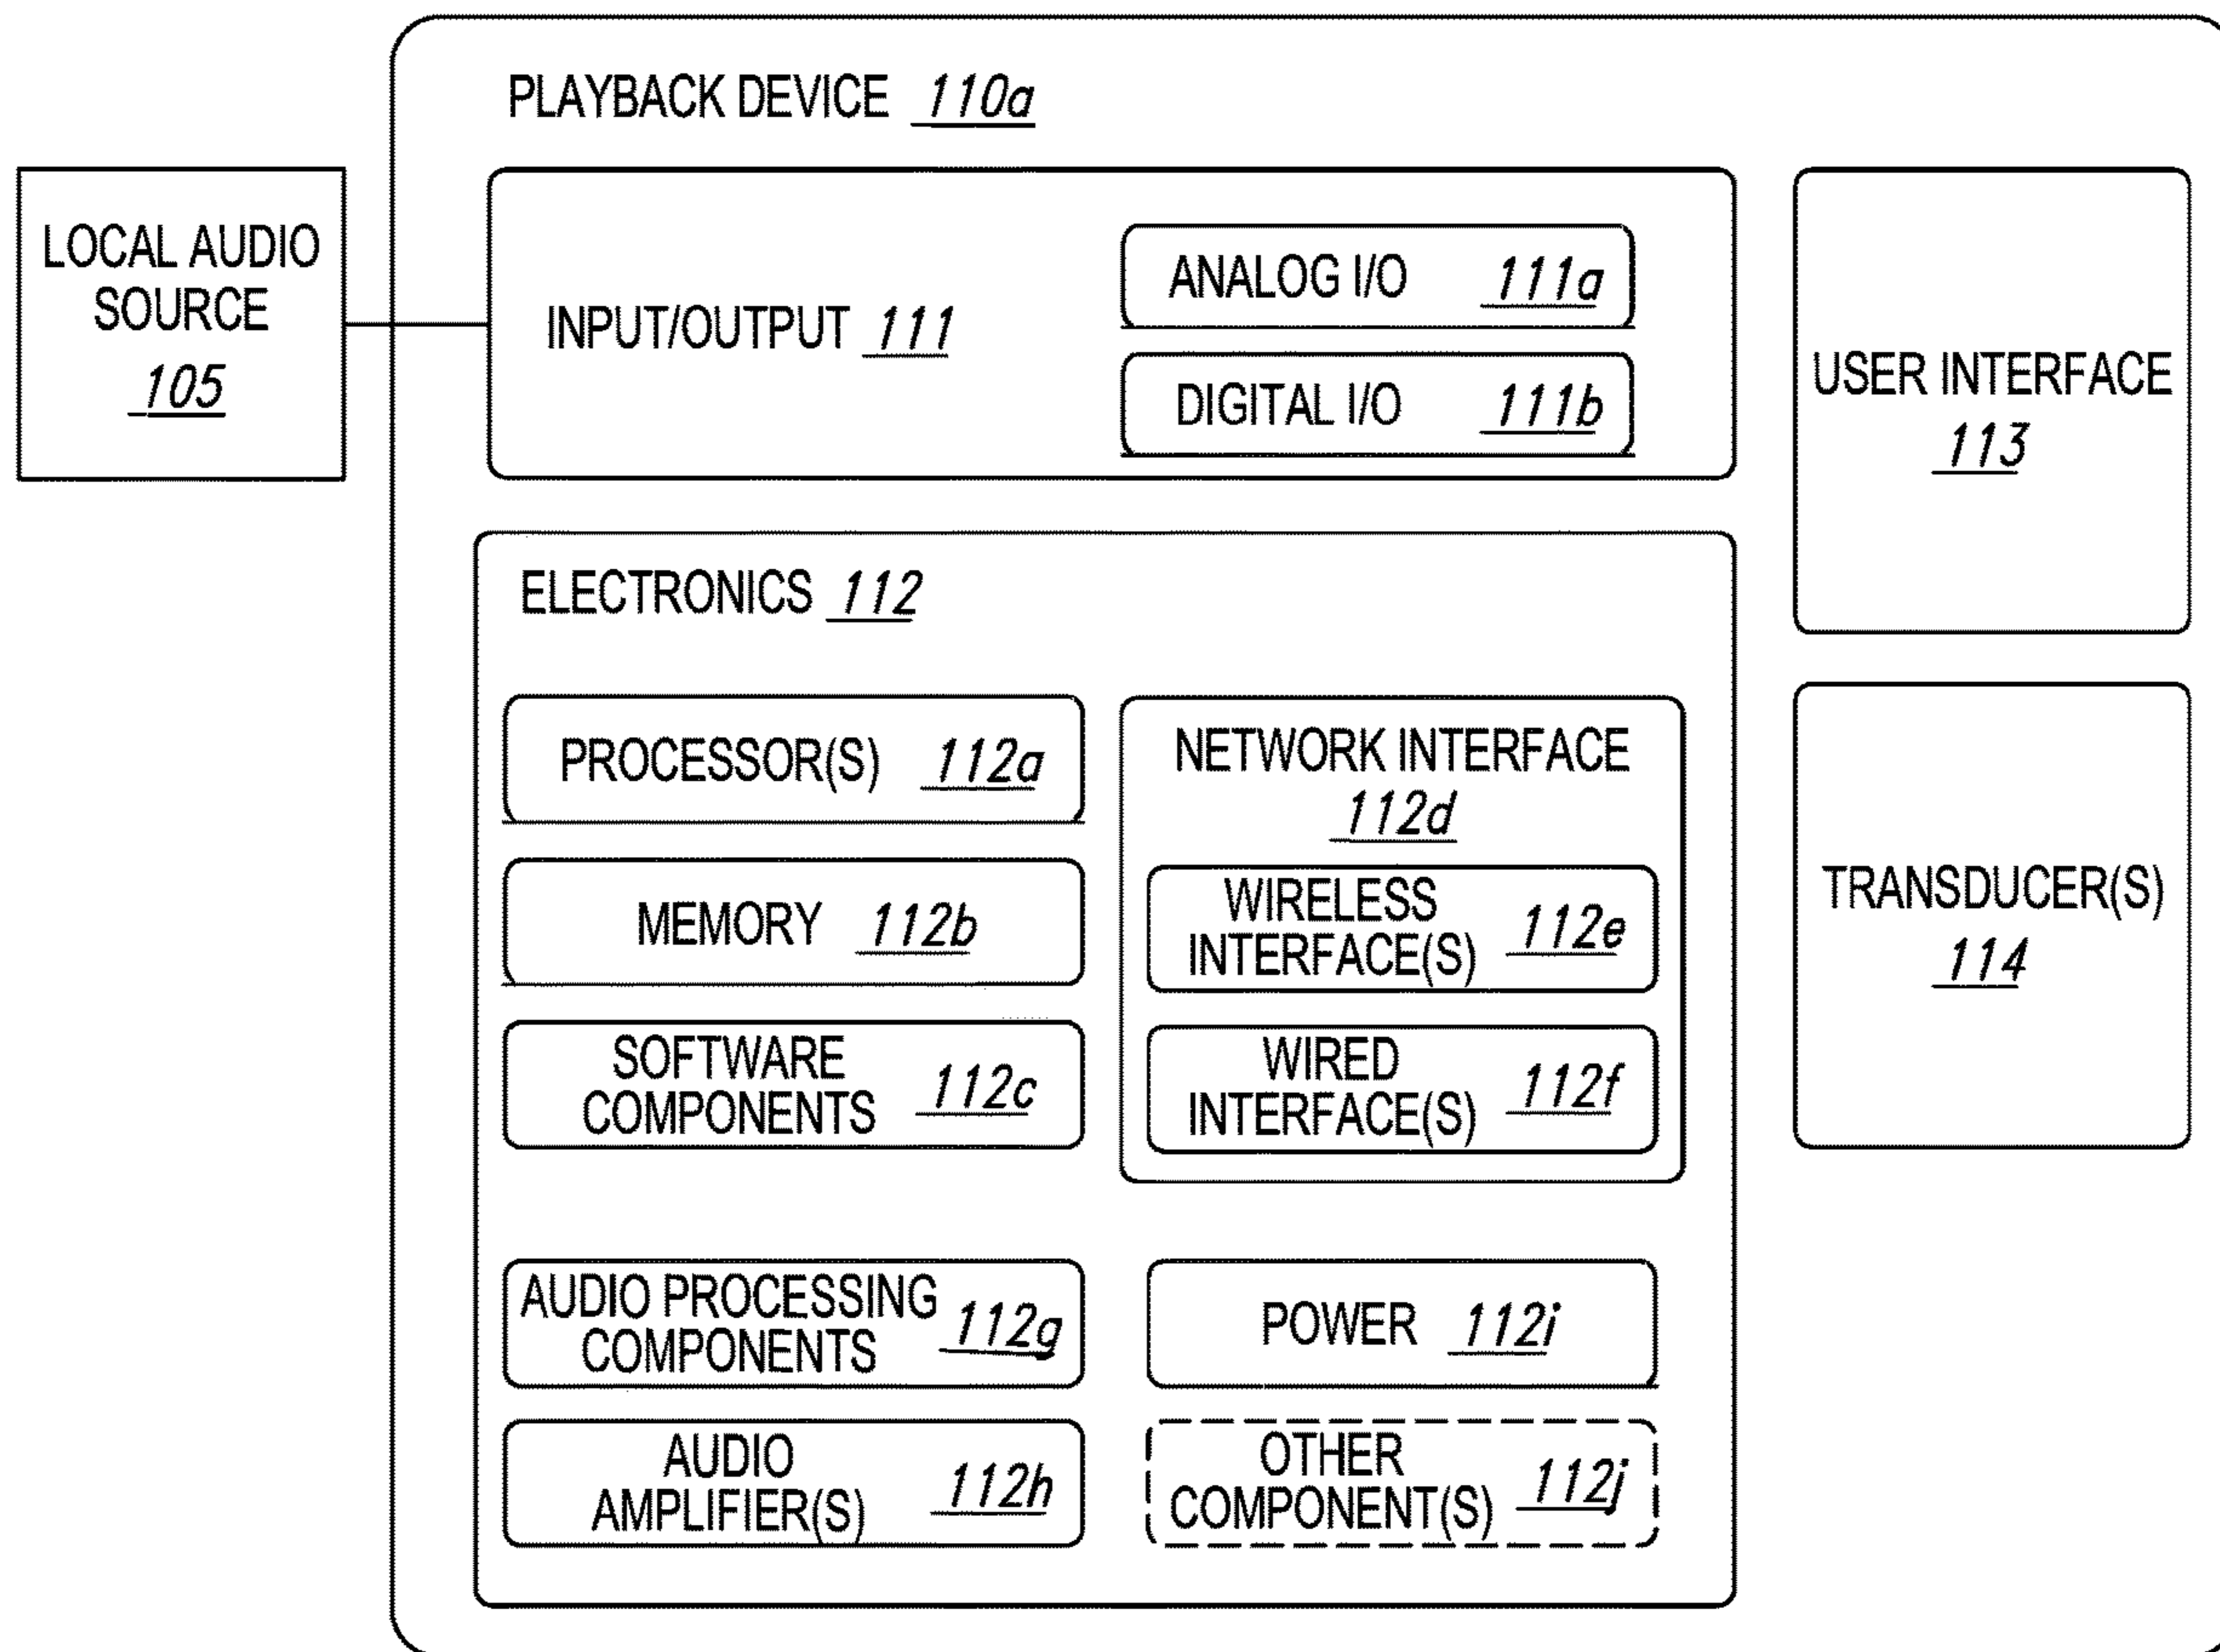 PLAYBACK DEVICE 110a
LOCAL AUDIO
SOURCE
105
INPUT/OUTPUT 111
ANALOG I/O 111a
DIGITAL I/O 111b
USER INTERFACE
113
ELECTRONICS 112
PROCESSOR(S) 112a
MEMORY 112b
SOFTWARE
COMPONENTS 112c
NETWORK INTERFACE
112d
WIRELESS
INTERFACE(S) 112e
WIRED
INTERFACE(S) 112f
TRANSDUCER(S)
114
AUDIO PROCESSING
COMPONENTS 112g
AUDIO
AMPLIFIER(S) 112h
POWER 112i
OTHER
COMPONENT(S) 112j